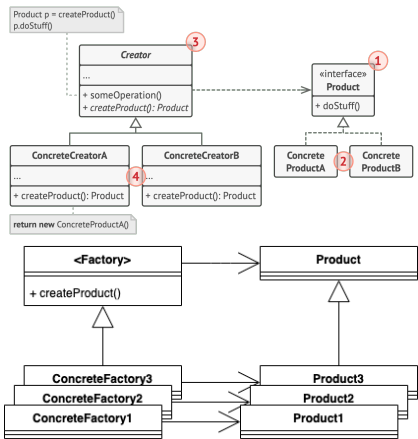 Product p = createProduct()
p.doStuff()
3
Creator
...
+ someOperation()
+ createProduct(): Product
1
«interface»
Product
+ doStuff()
ConcreteCreatorA
...
+ createProduct(): Product
4
ConcreteCreatorB
...
+ createProduct(): Product
Concrete
ProductA
2
Concrete
ProductB
return new ConcreteProductA()
<Factory>
+ createProduct()
Product
ConcreteFactory3
ConcreteFactory2
ConcreteFactory1
Product3
Product2
Product1